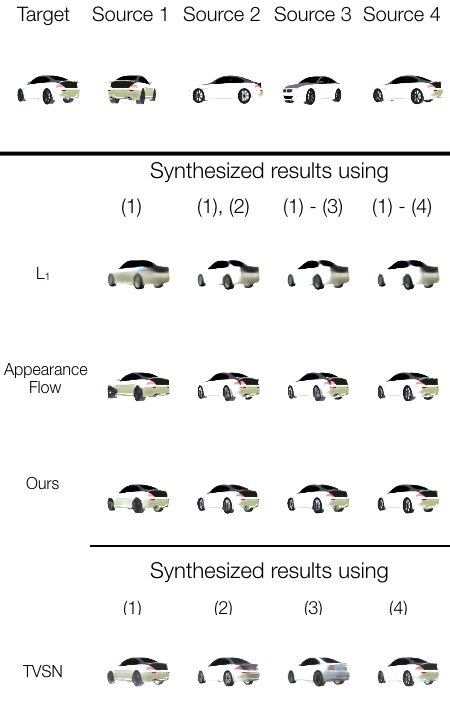 Target Source 1 Source 2 Source 3 Source 4
Synthesized results using
(1) (1), (2) (1) - (3) (1) - (4)
L₁
Appearance
Flow
Ours
Synthesized results using
(1) (2) (3) (4)
TVSN